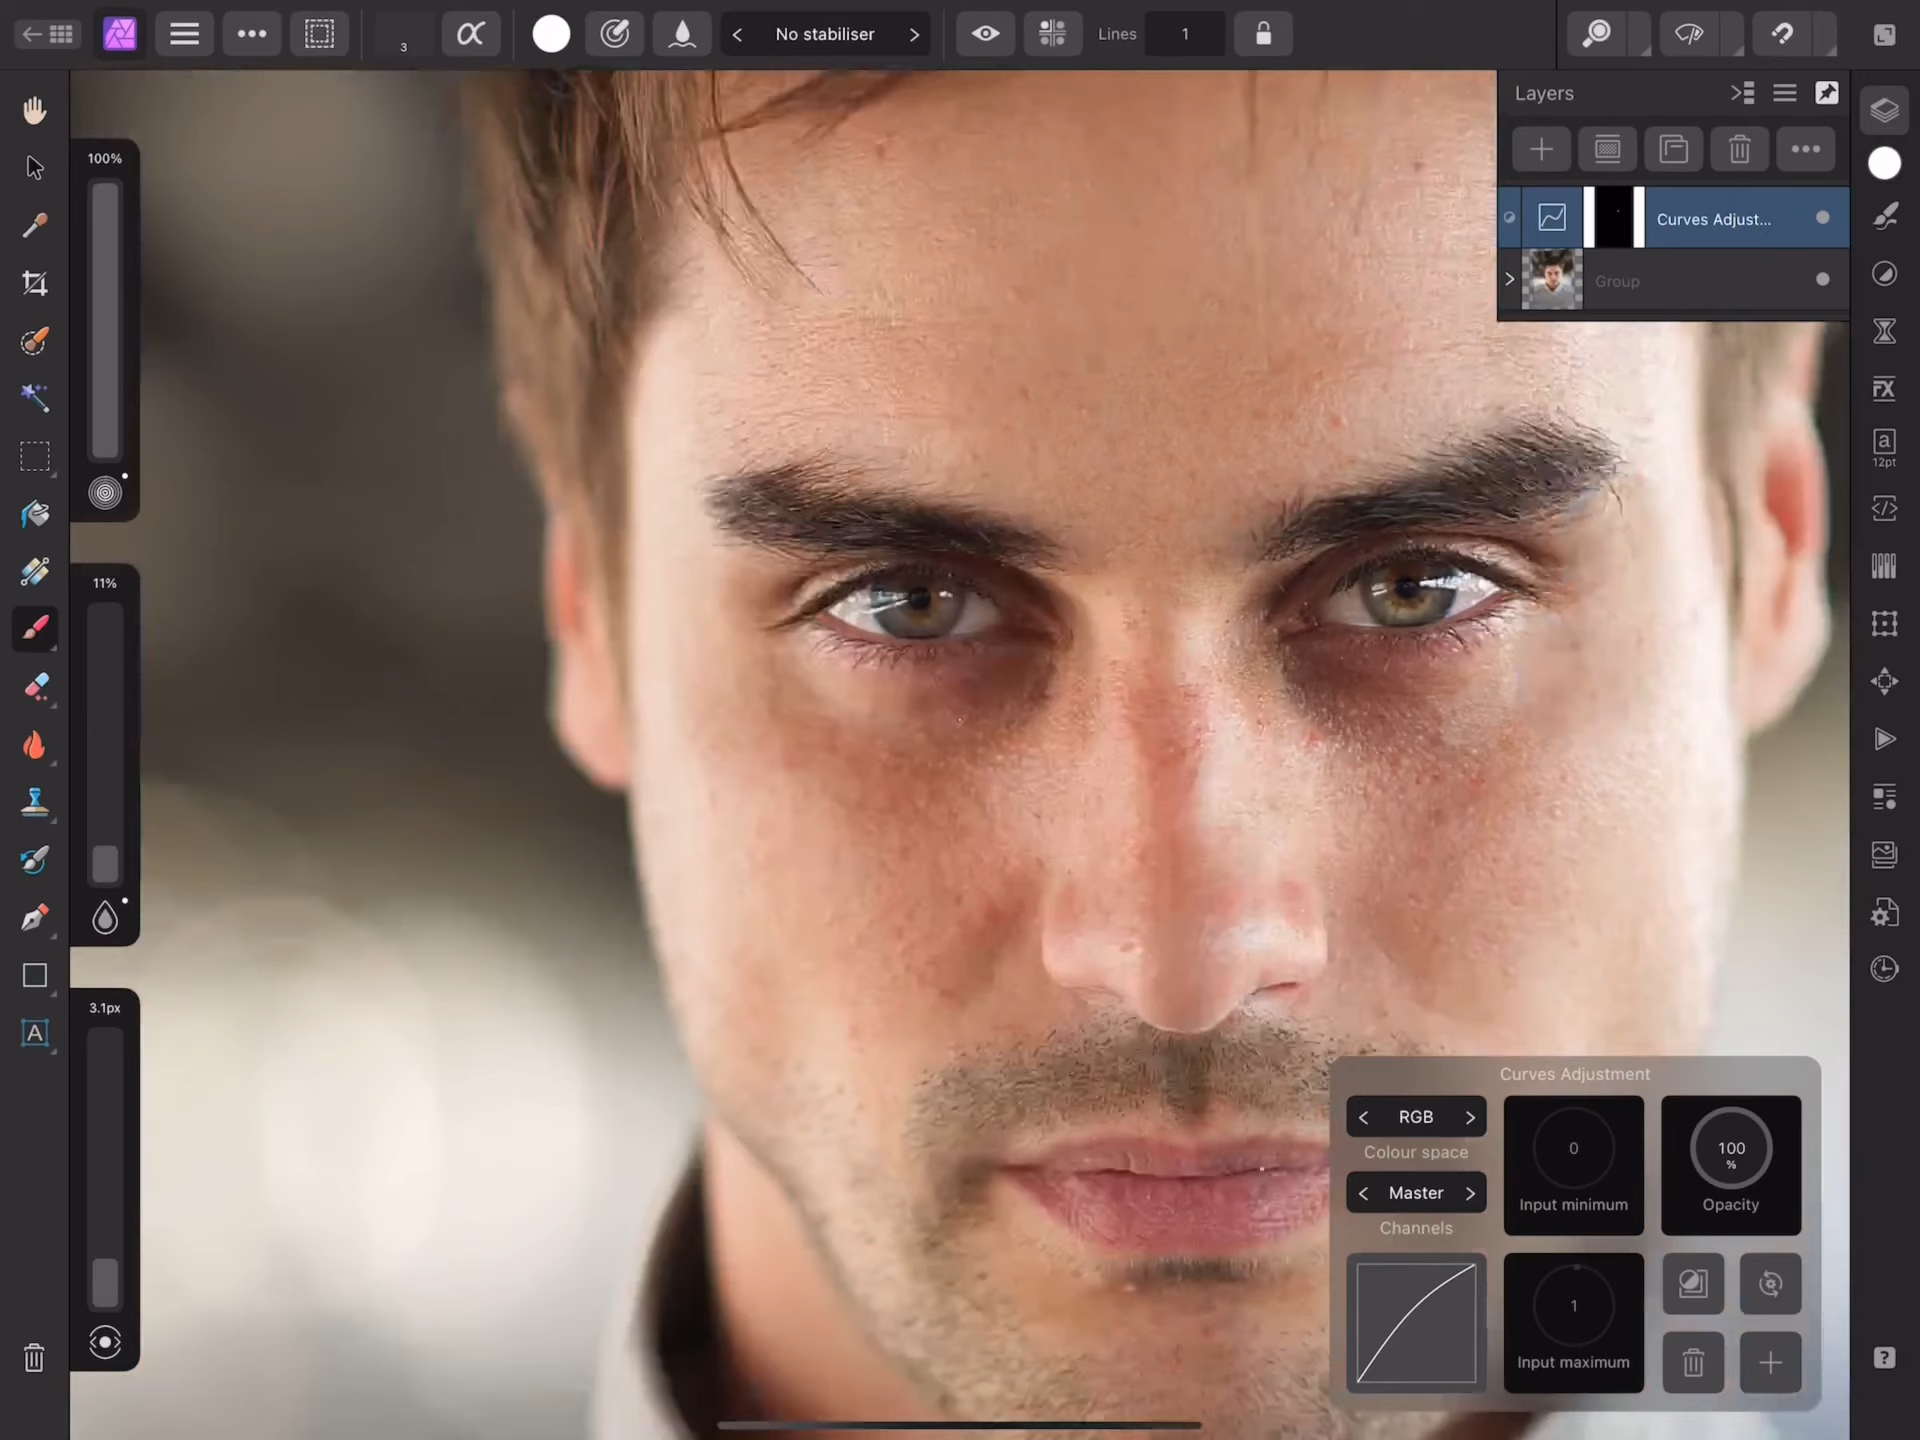 3
No stabiliser
Lines
1
Layers
100%
Curves Adjust...
Group
FX
a
12pt
11%
A
3.1px
Curves Adjustment
RGB
Colour space
Master
Channels
0
Input minimum
100
%
Opacity
1
Input maximum
?